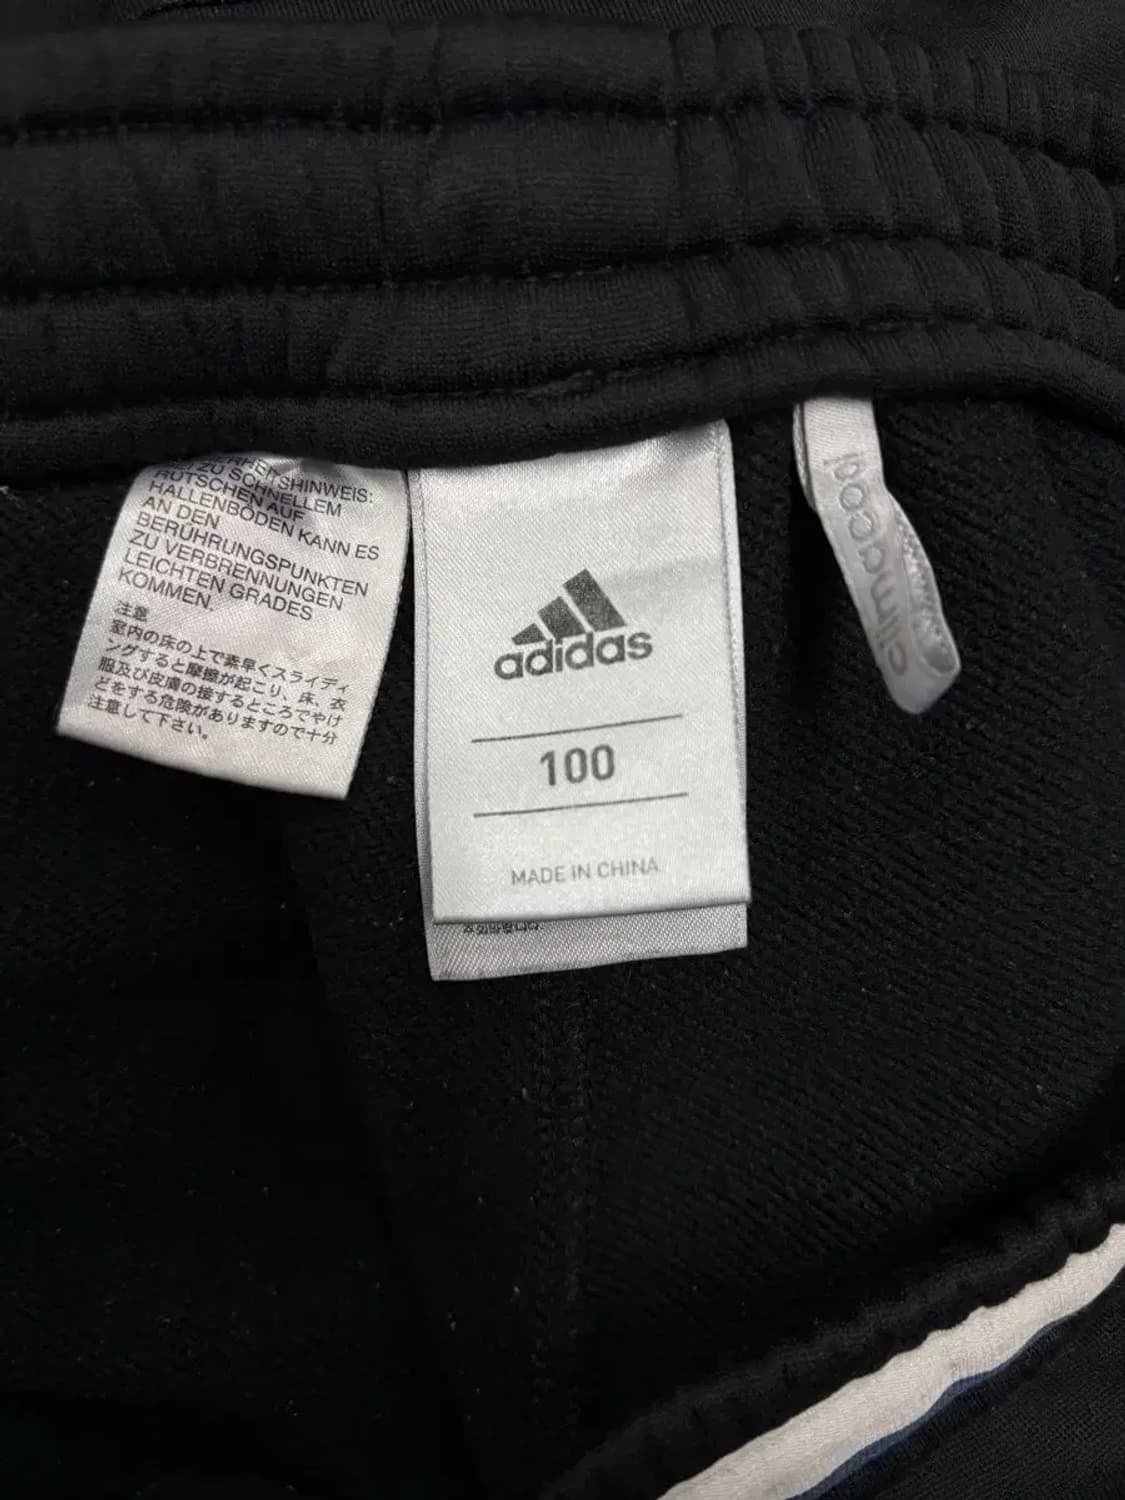 RUTSCHEN AUF
HALLENBÖDEN KANN ES
AN DEN
BERÜHRUNGSPUNKTEN
ZU VERBRENNUNGEN
LEICHTEN GRADES
KOMMEN.
注意
室内の床の上で素早くスライディ
ングすると摩擦が起こり、床、衣
服及び皮膚の接するところでやけ
どをする危険がありますので十分
注意して下さい。
adidas
100
MADE IN CHINA
climacool